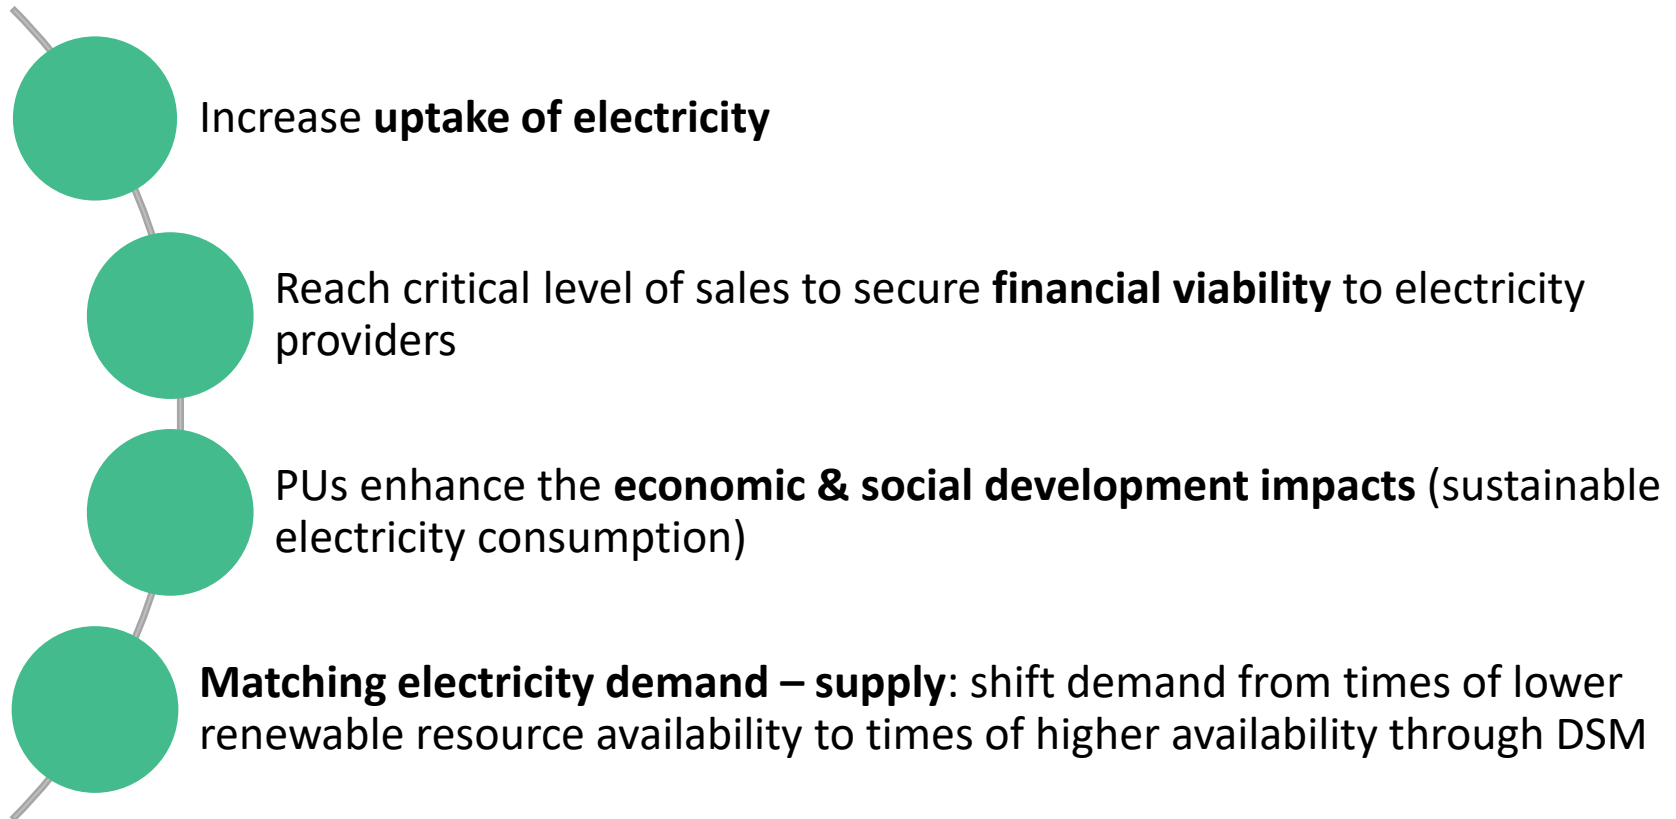 Increase uptake of electricity
Reach critical level of sales to secure financial viability to electricity
providers
PUs enhance the economic & social development impacts (sustainable
electricity consumption)
Matching electricity demand – supply: shift demand from times of lower
renewable resource availability to times of higher availability through DSM